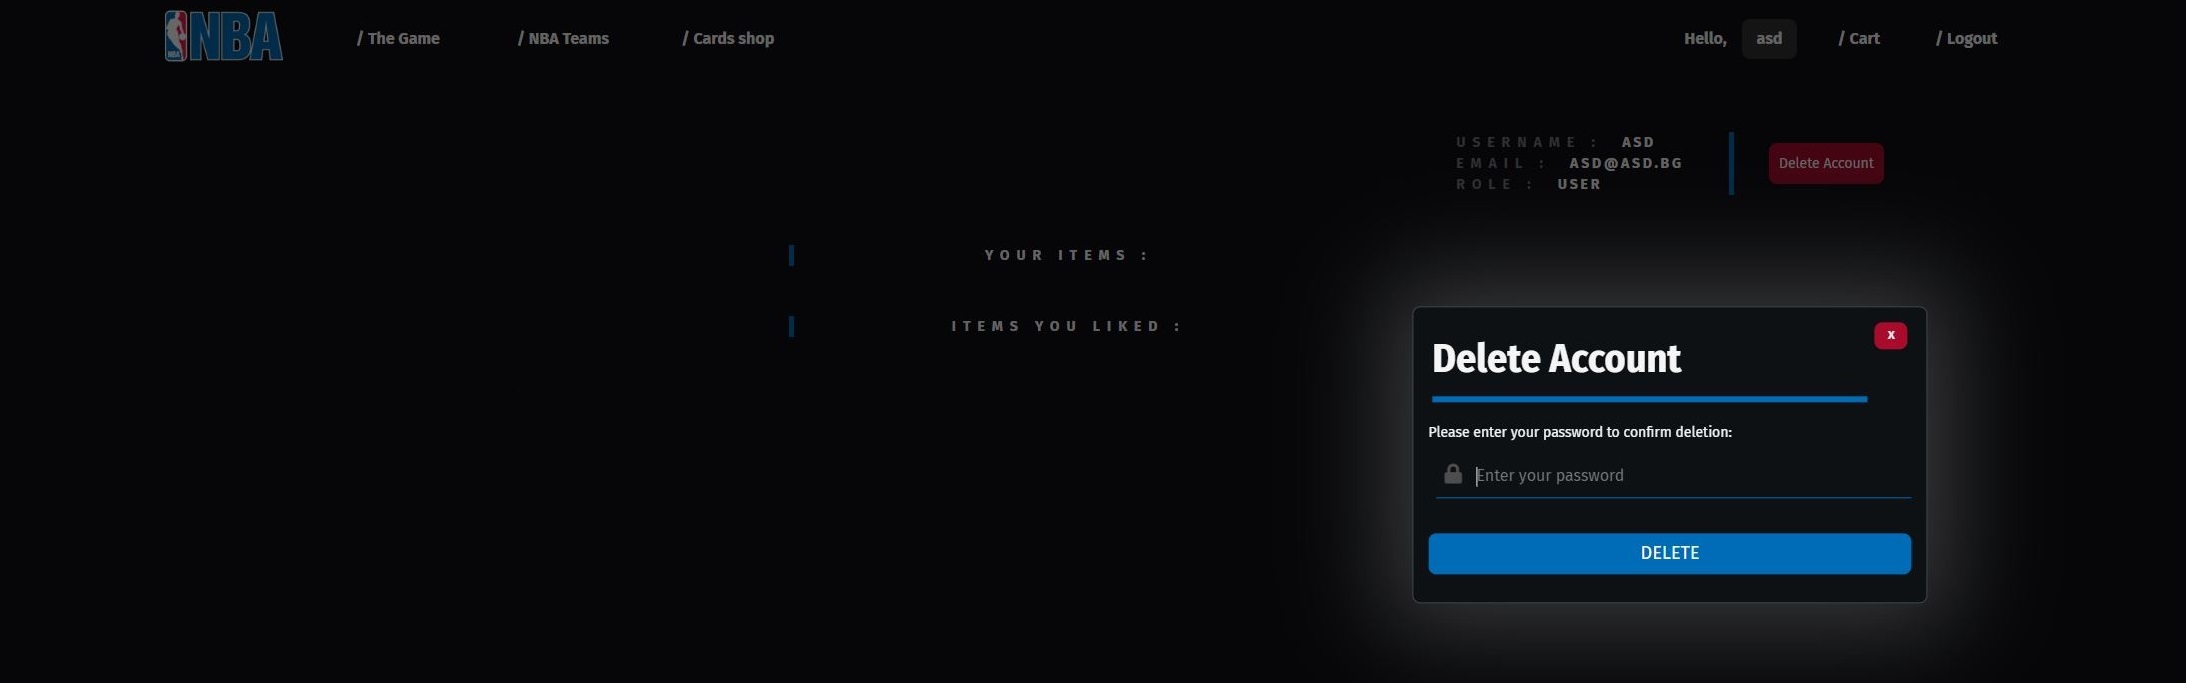 NBA NBA / The Game / NBA Teams / Cards shop Hello, asd / Cart / Logout
USERNAME : ASD
EMAIL : ASD@ASD.BG
ROLE : USER
Delete Account
YOUR ITEMS :
ITEMS YOU LIKED :
x
Delete Account
Please enter your password to confirm deletion:
Enter your password
DELETE